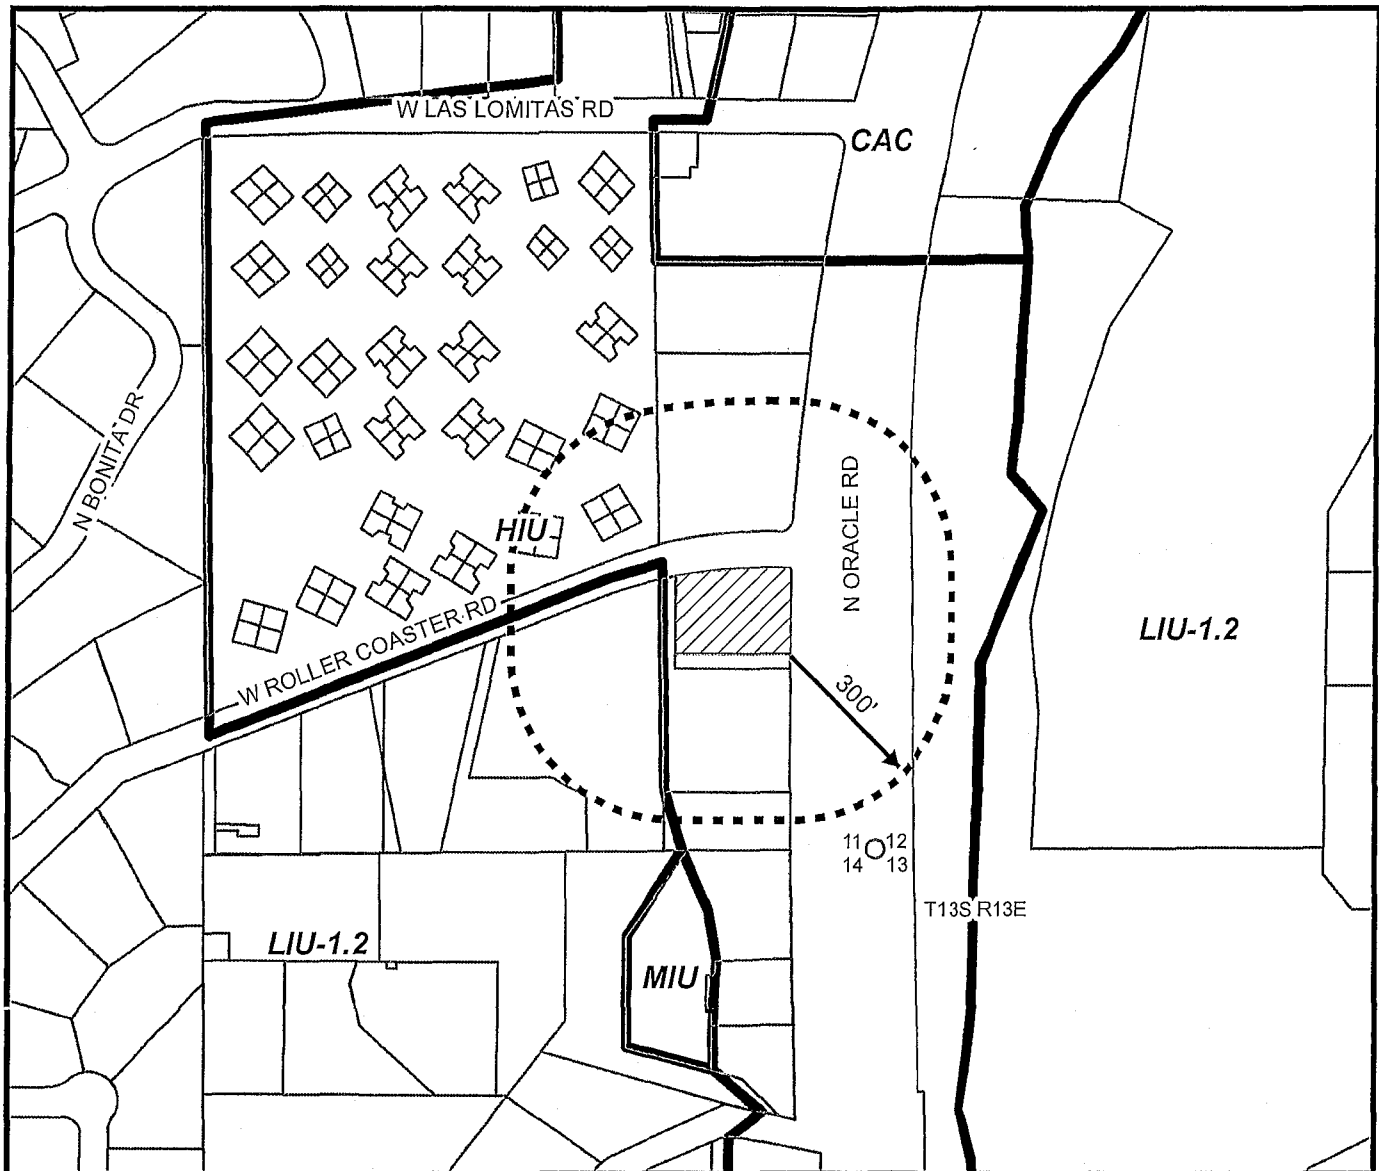 W LAS LOMITAS RD
CAC
N BONITA DR
N ORACLE RD
HIU
W ROLLER COASTER RD
LIU-1.2
300'
11 12
14 13
T13S R13E
LIU-1.2
MIU